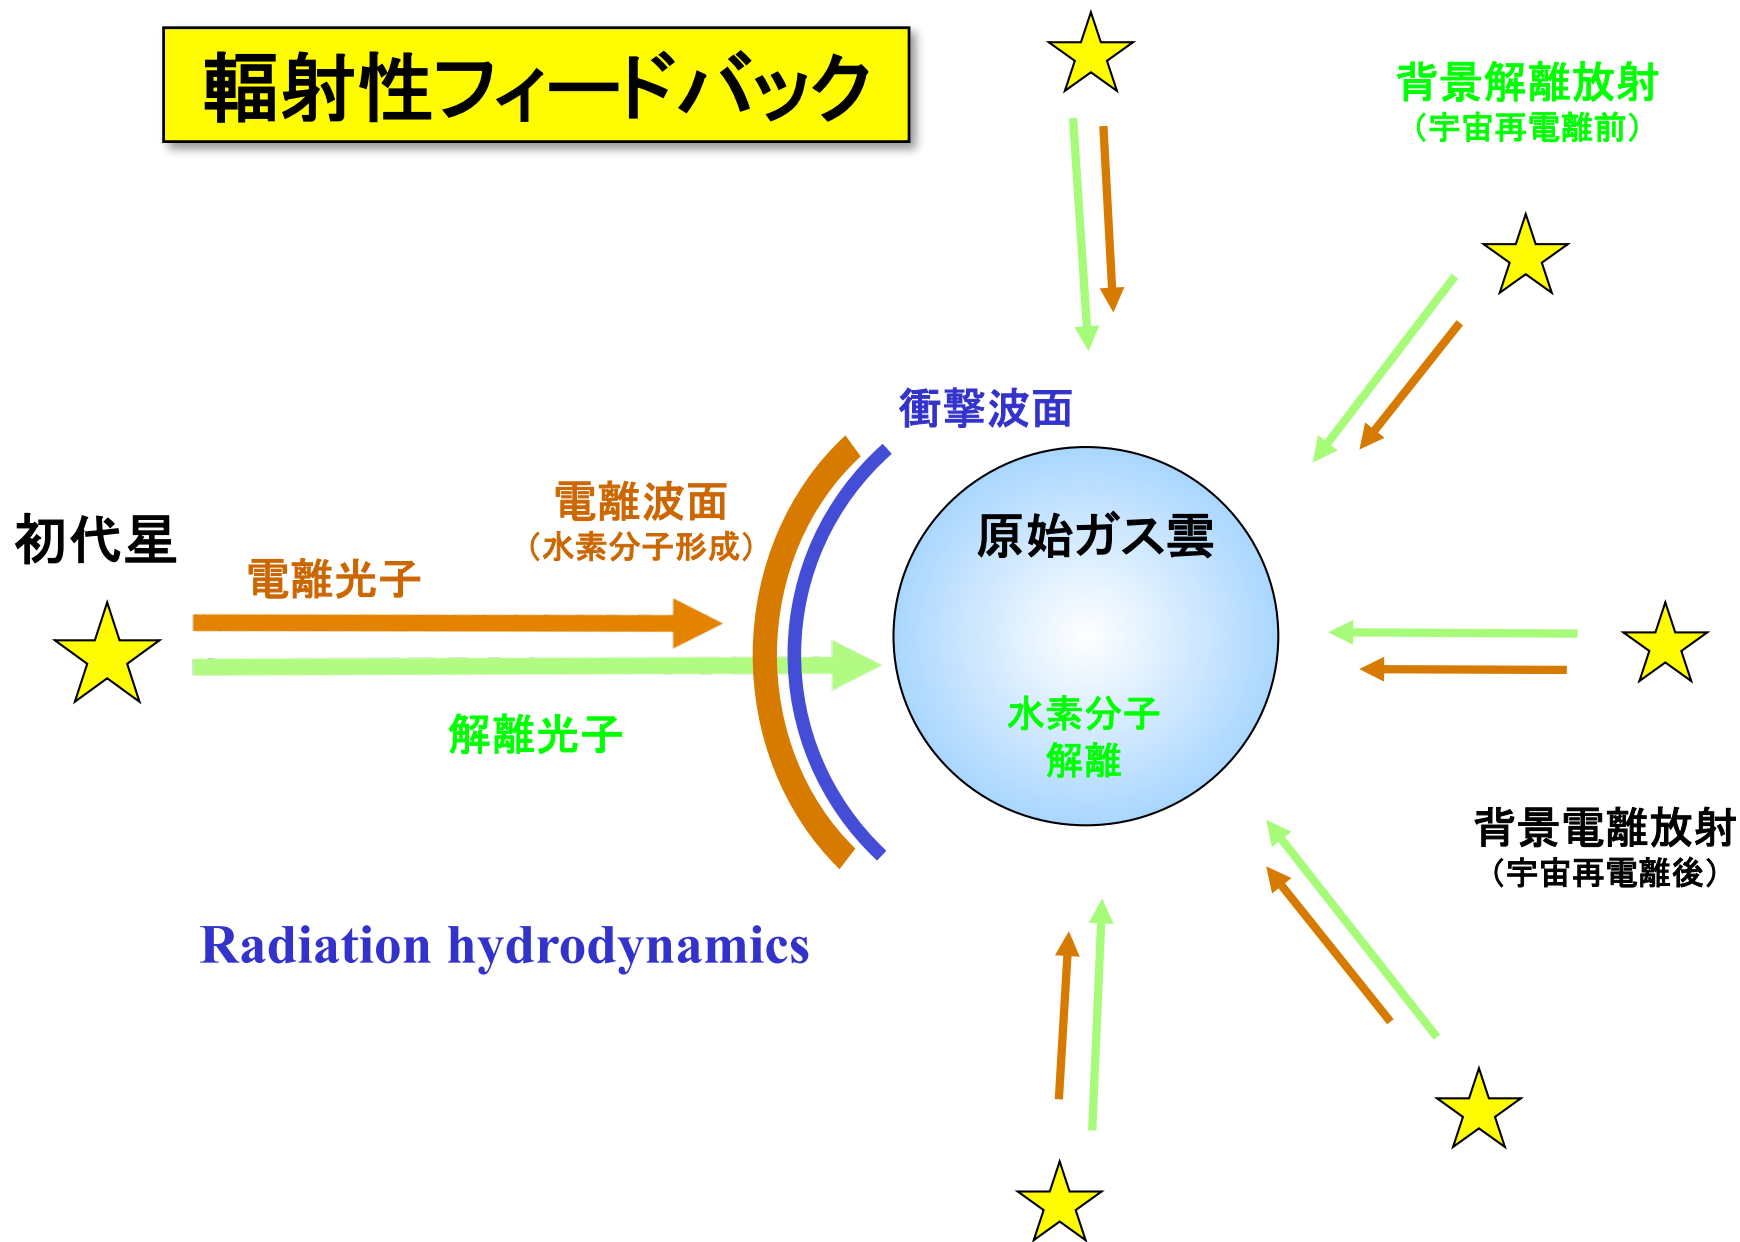 輻射性フィードバック
背景解離放射
（宇宙再電離前）
衝撃波面
電離波面
（水素分子形成）
初代星
電離光子
原始ガス雲
解離光子
水素分子
解離
背景電離放射
（宇宙再電離後）
Radiation hydrodynamics